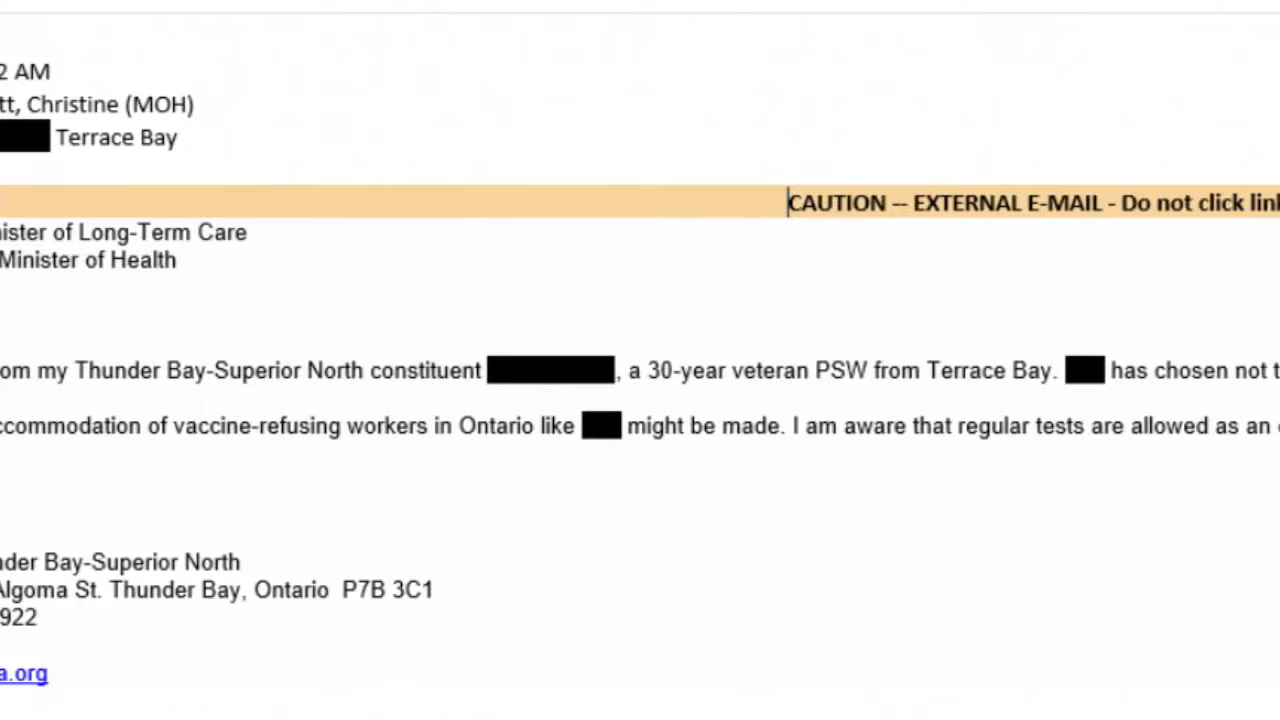 2 AM
tt, Christine (MOH)
Terrace Bay
CAUTION -- EXTERNAL E-MAIL - Do not click lin
ister of Long-Term Care
Minister of Health
om my Thunder Bay-Superior North constituent , a 30-year veteran PSW from Terrace Bay. has chosen not t
ccommodation of vaccine-refusing workers in Ontario like might be made. I am aware that regular tests are allowed as an
nder Bay-Superior North
Algoma St. Thunder Bay, Ontario P7B 3C1
922
a.org